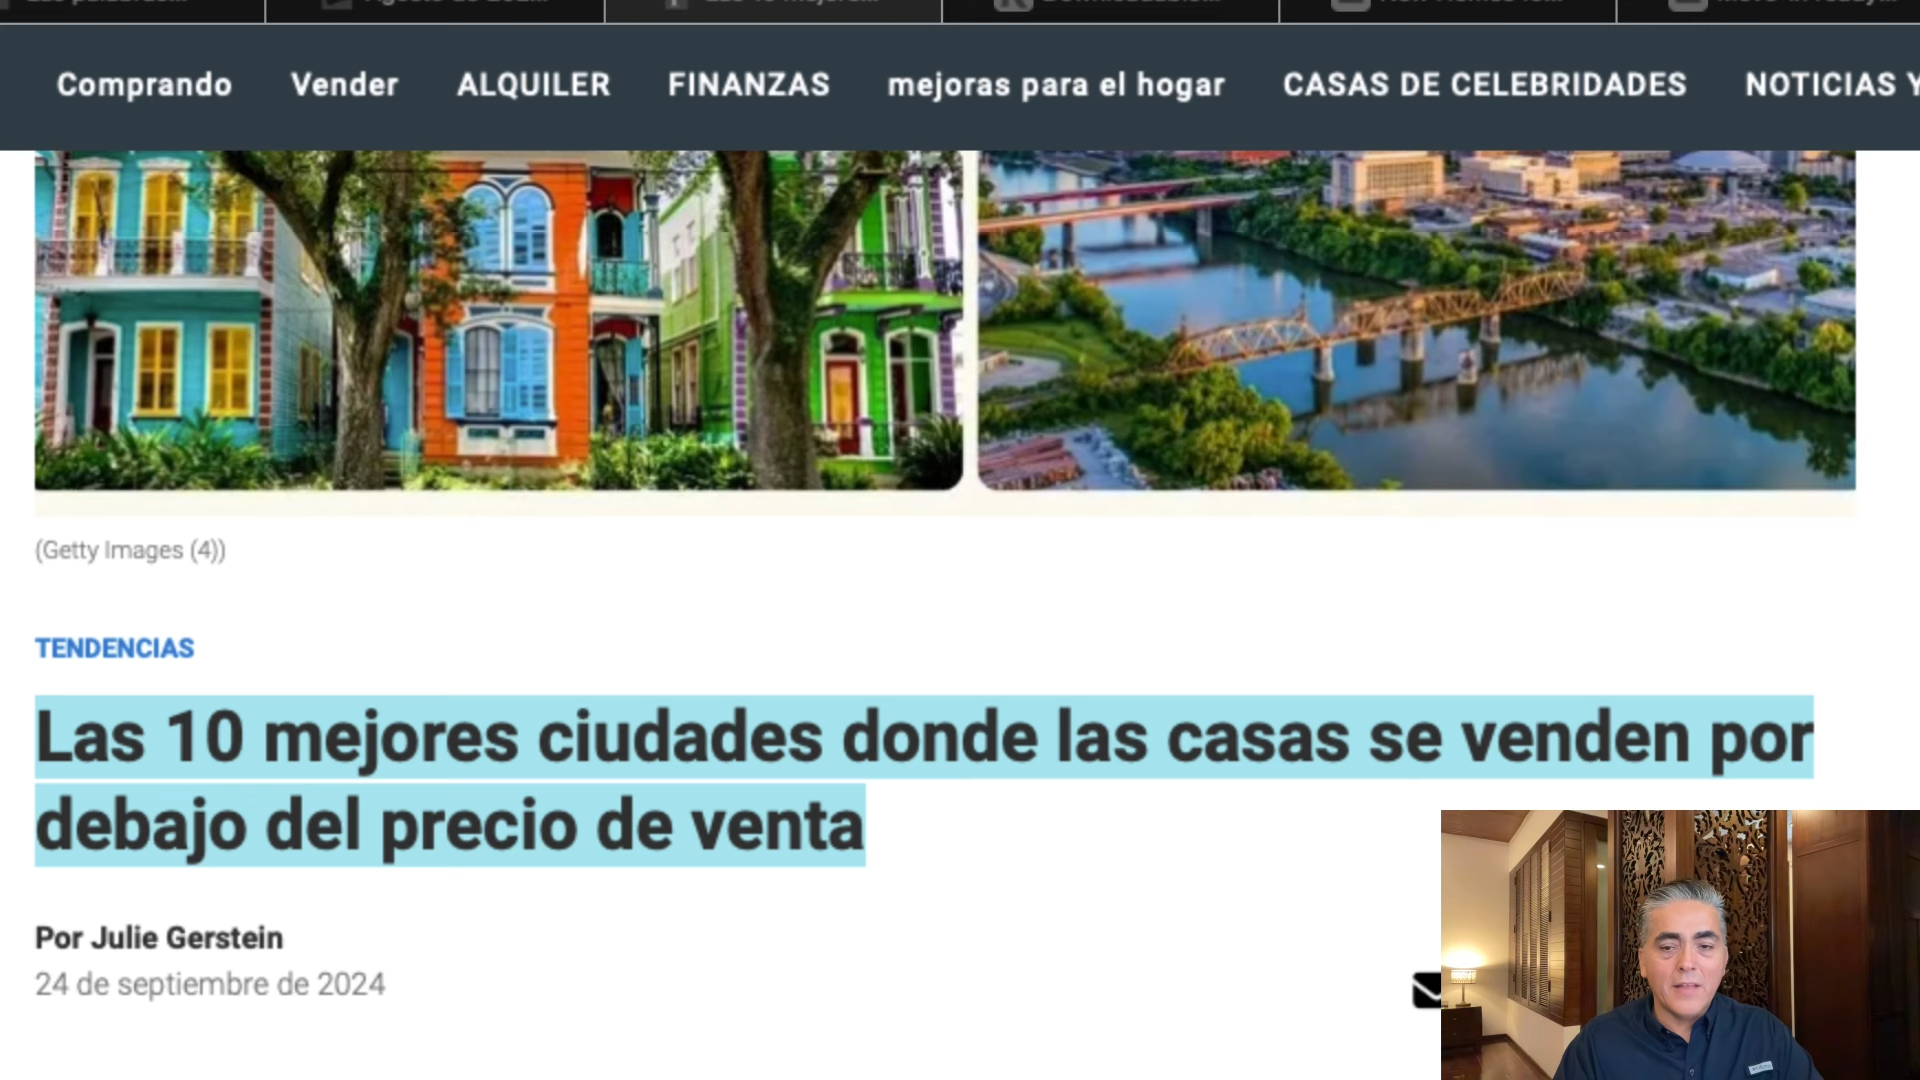 Comprando Vender ALQUILER FINANZAS mejoras para el hogar CASAS DE CELEBRIDADES NOTICIAS Y
(Getty Images (4))
TENDENCIAS
Las 10 mejores ciudades donde las casas se venden por
debajo del precio de venta
Por Julie Gerstein
24 de septiembre de 2024